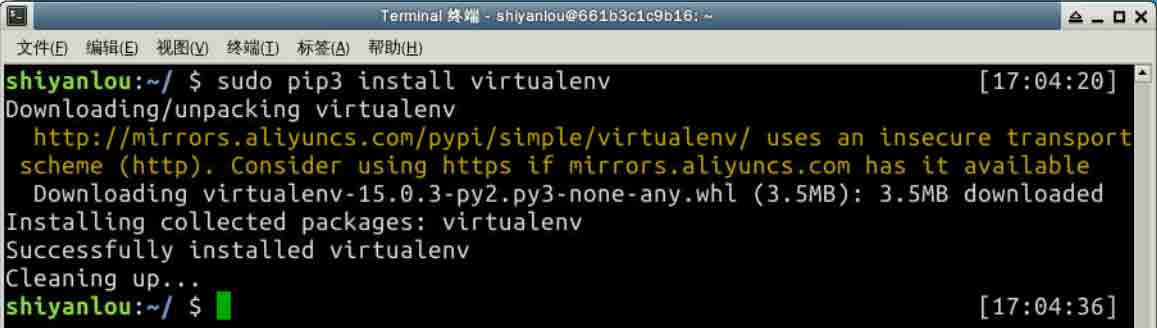 Terminal 终端 - shiyanlou@661b3c1c9b16: ~
文件(F) 编辑(E) 视图(V) 终端(T) 标签(A) 帮助(H)
shiyanlou:~/ $ sudo pip3 install virtualenv [17:04:20]
Downloading/unpacking virtualenv
http://mirrors.aliyuncs.com/pypi/simple/virtualenv/ uses an insecure transport
scheme (http). Consider using https if mirrors.aliyuncs.com has it available
Downloading virtualenv-15.0.3-py2.py3-none-any.whl (3.5MB): 3.5MB downloaded
Installing collected packages: virtualenv
Successfully installed virtualenv
Cleaning up...
shiyanlou:~/ $ [17:04:36]